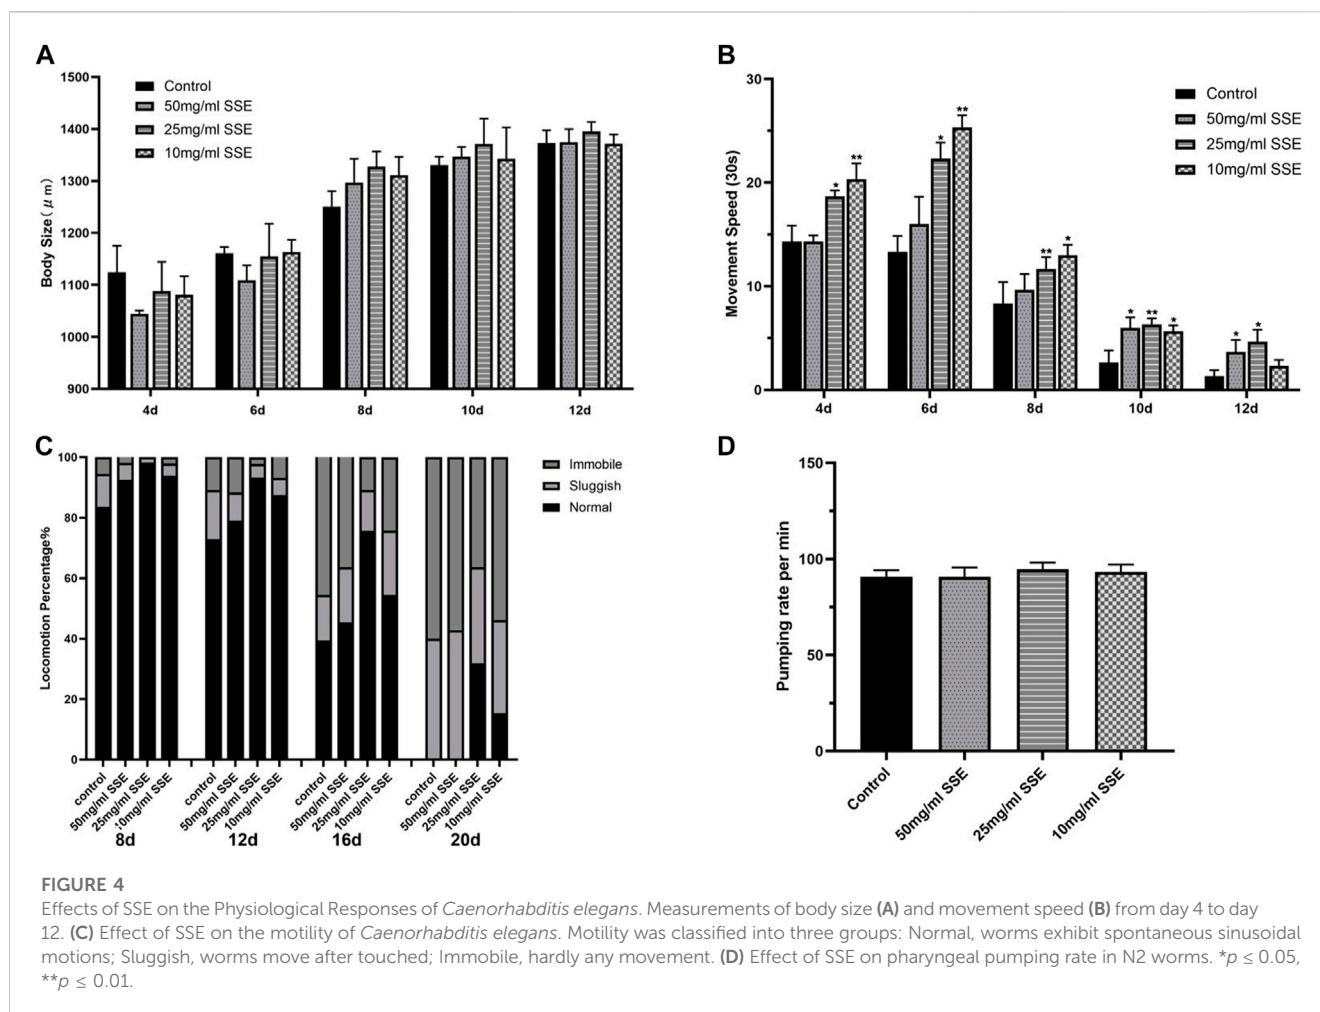 A
1500
1400
1300
1200
1100
1000
900
Body Size(μm)
Control
50mg/ml SSE
25mg/ml SSE
10mg/ml SSE
4d 6d 8d 10d 12d
B
30
20
10
0
Movement Speed (30s)
Control
50mg/ml SSE
25mg/ml SSE
10mg/ml SSE
* ** * ** ** * * ** * * *
4d 6d 8d 10d 12d
C
100
80
60
40
20
0
Locomotion Percentage%
Immobile
Sluggish
Normal
control 50mg/ml SSE 25mg/ml SSE 10mg/ml SSE
control 50mg/ml SSE 25mg/ml SSE 10mg/ml SSE
control 50mg/ml SSE 25mg/ml SSE 10mg/ml SSE
control 50mg/ml SSE 25mg/ml SSE 10mg/ml SSE
8d 12d 16d 20d
D
150
100
50
0
Pumping rate per min
Control 50mg/ml SSE 25mg/ml SSE 10mg/ml SSE
FIGURE 4
Effects of SSE on the Physiological Responses of Caenorhabditis elegans. Measurements of body size (A) and movement speed (B) from day 4 to day
12. (C) Effect of SSE on the motility of Caenorhabditis elegans. Motility was classified into three groups: Normal, worms exhibit spontaneous sinusoidal
motions; Sluggish, worms move after touched; Immobile, hardly any movement. (D) Effect of SSE on pharyngeal pumping rate in N2 worms. *p ≤ 0.05,
**p ≤ 0.01.